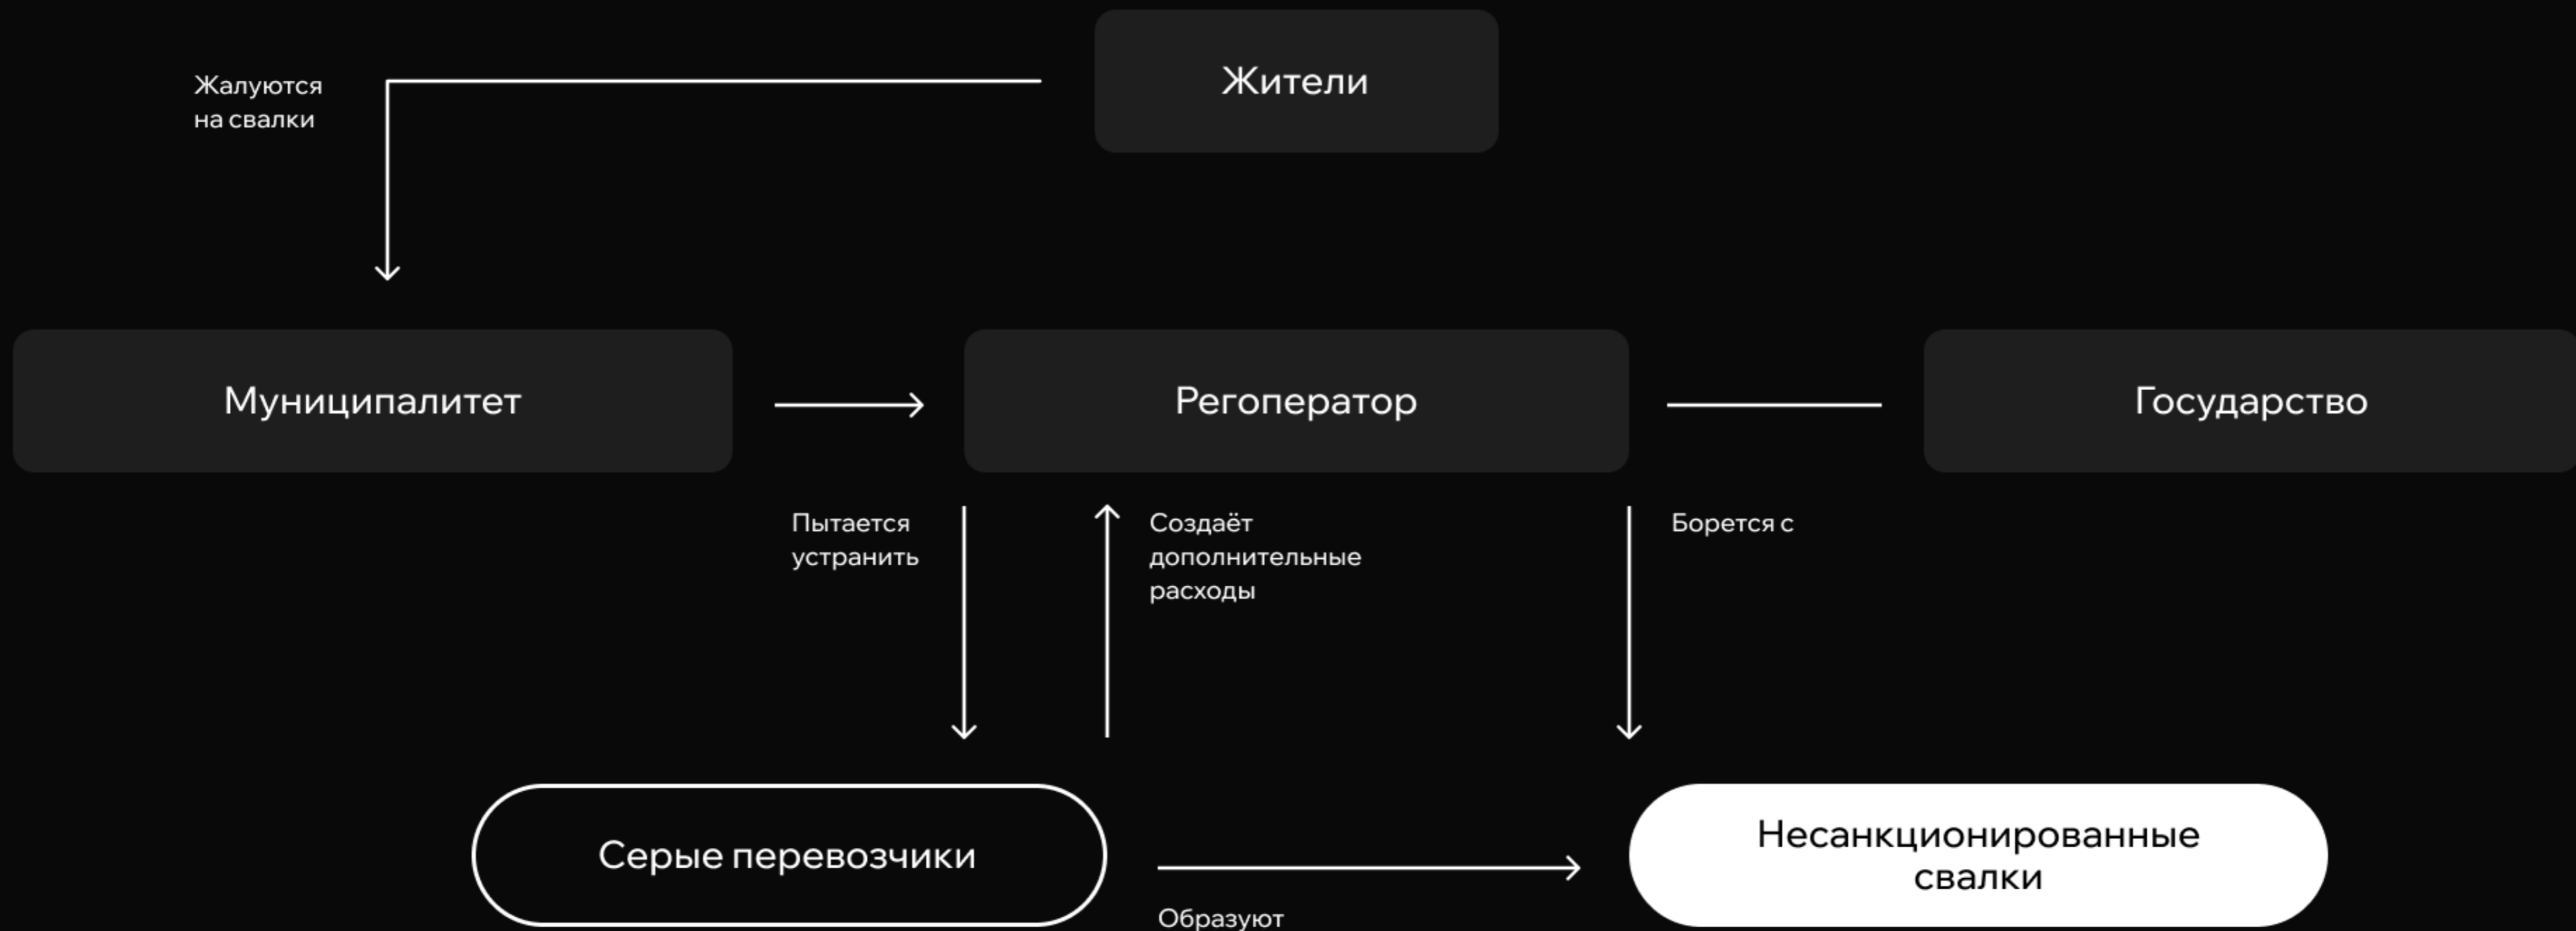 Жители
Жалуются
на свалки
Муниципалитет
Регоператор
Государство
Пытается
устранить
Создаёт
дополнительные
расходы
Борется с
Серые перевозчики
Несанкционированные
свалки
Образуют